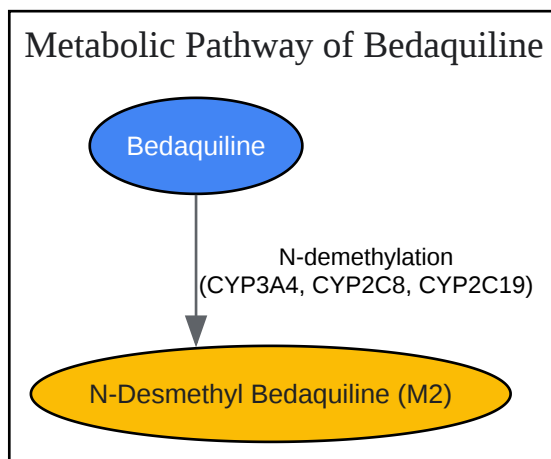 Metabolic Pathway of Bedaquiline
Bedaquiline
N-demethylation
(CYP3A4, CYP2C8, CYP2C19)
N-Desmethyl Bedaquiline (M2)